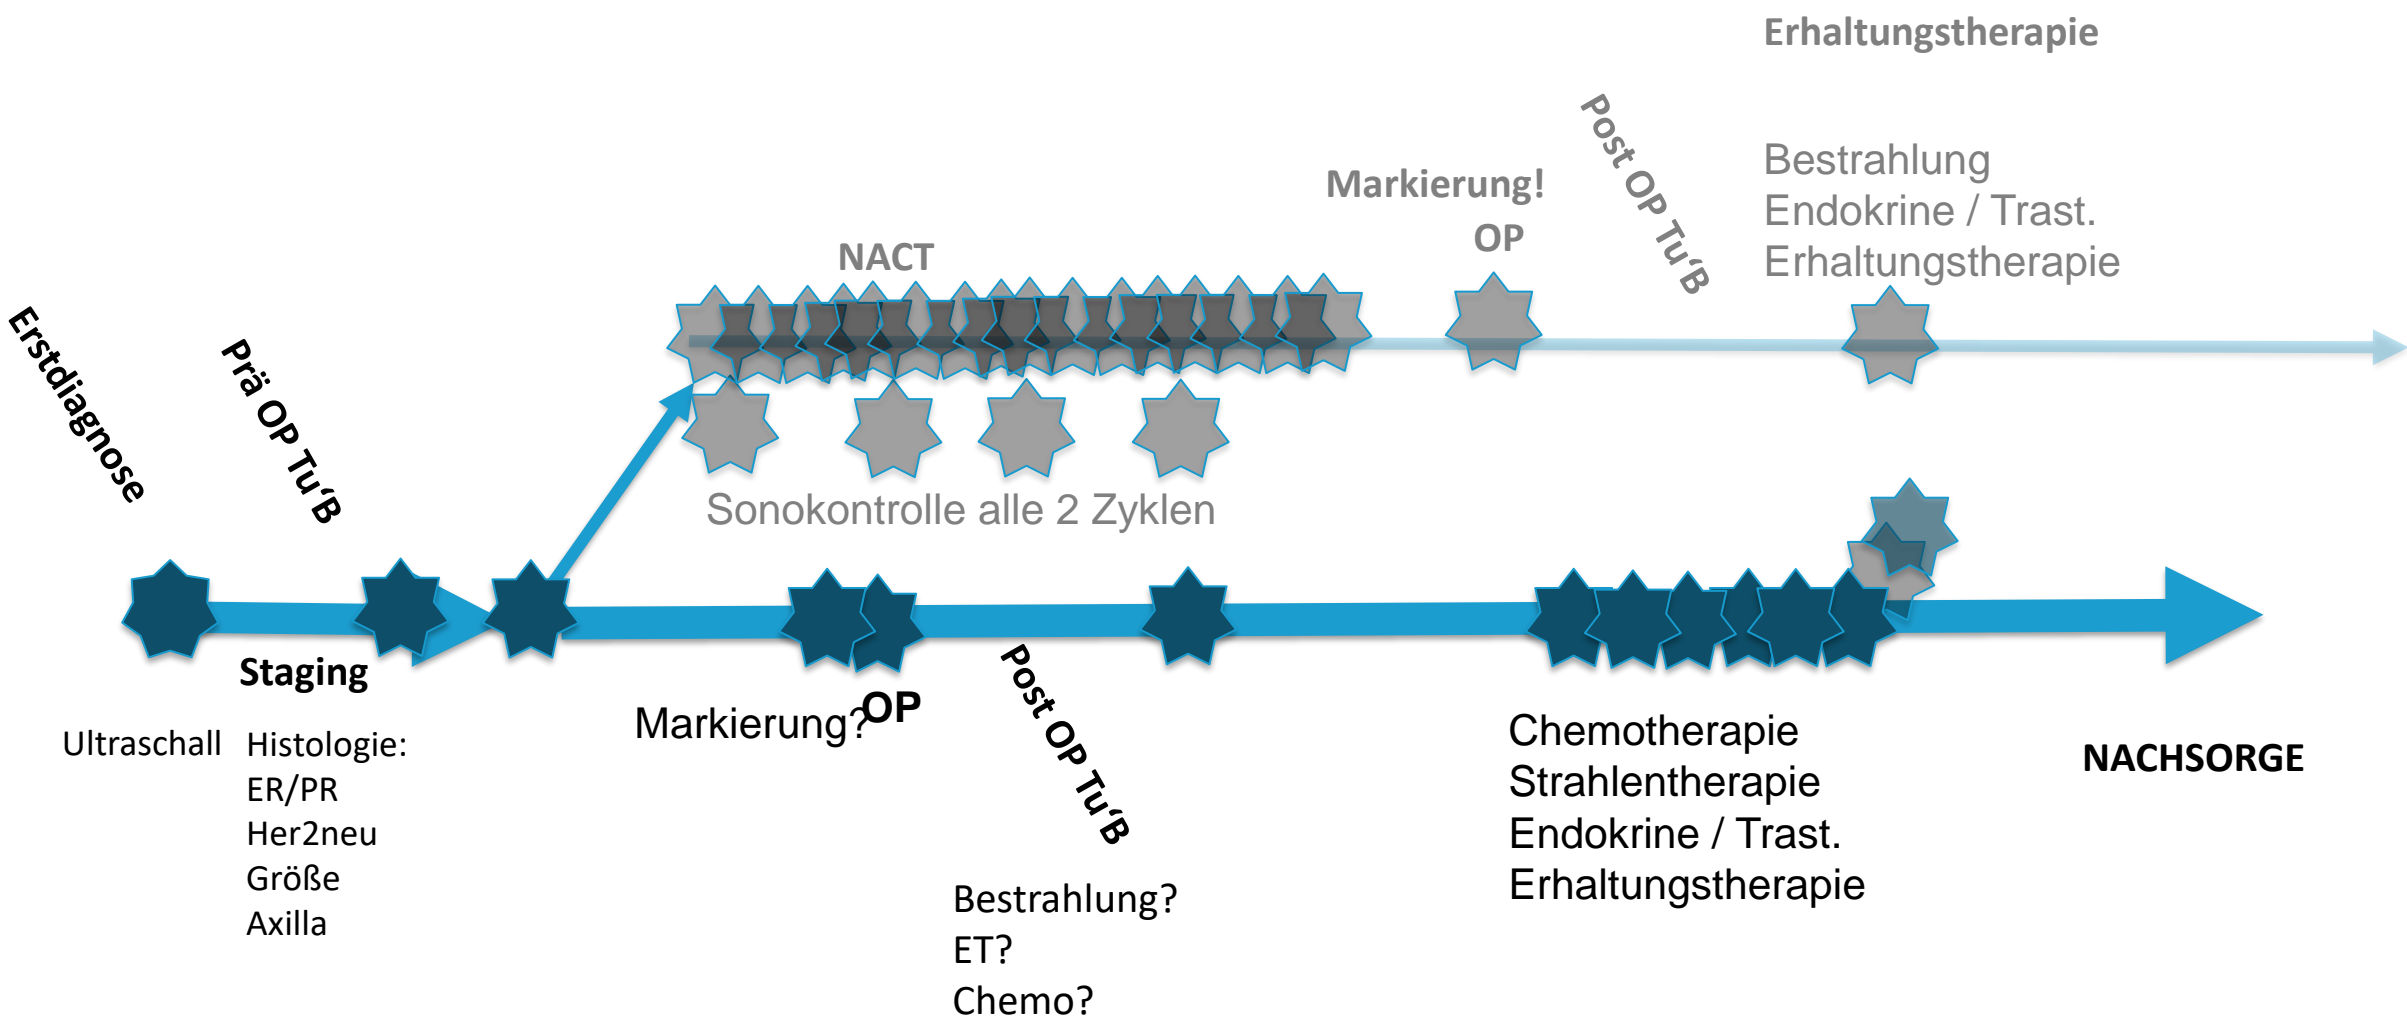 Erhaltungstherapie
Post OP Tu‘B
Bestrahlung
Endokrine / Trast.
Erhaltungstherapie
Markierung!
OP
NACT
Erstdiagnose
Prä OP Tu‘B
Sonokontrolle alle 2 Zyklen
Staging
Ultraschall
Histologie:
ER/PR
Her2neu
Größe
Axilla
Markierung?
OP
Post OP Tu‘B
Bestrahlung?
ET?
Chemo?
Chemotherapie
Strahlentherapie
Endokrine / Trast.
Erhaltungstherapie
NACHSORGE